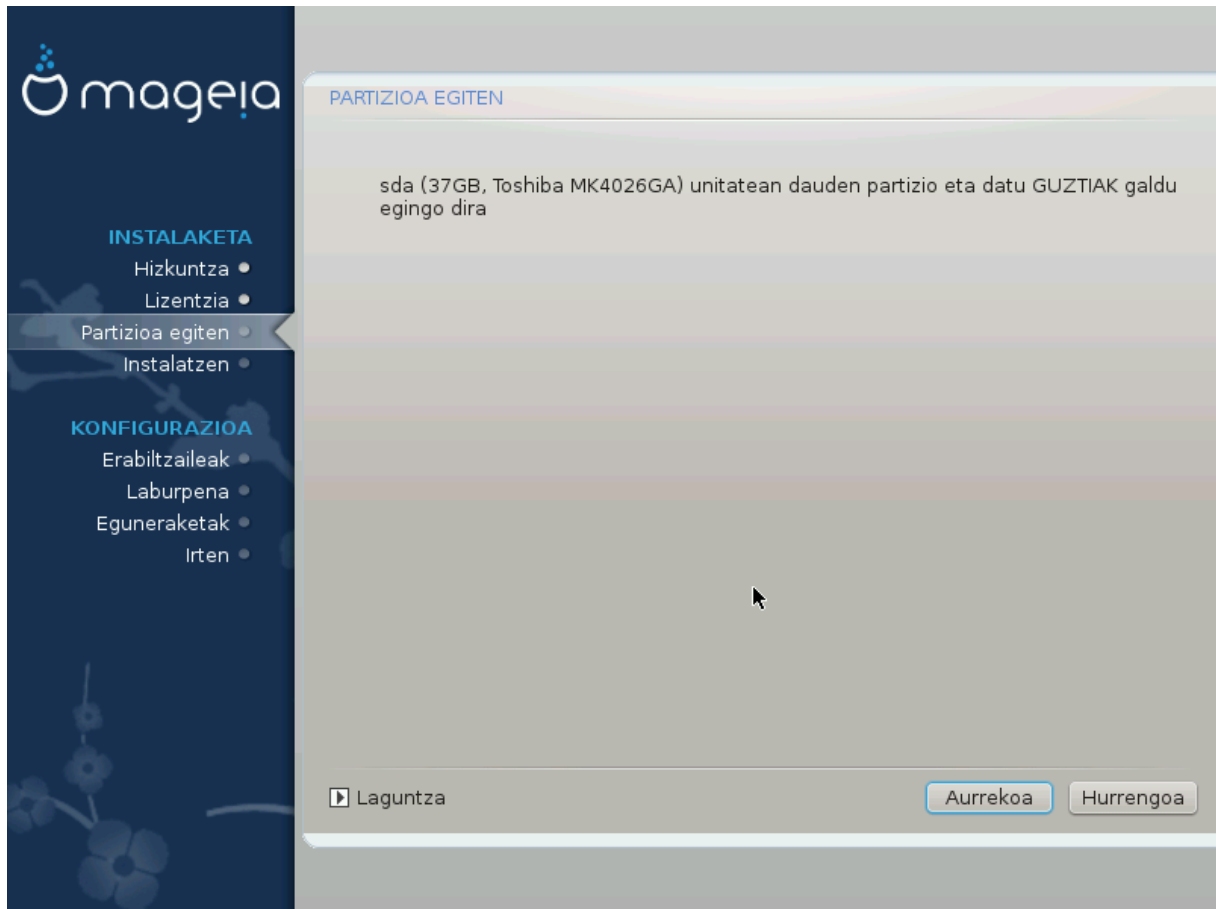 mageia
INSTALAKETA
Hizkuntza
Lizentzia
Partizioa egiten
Instalatzen
KONFIGURAZIOA
Erabiltzaileak
Laburpena
Eguneraketak
Irten
PARTIZIOA EGITEN
sda (37GB, Toshiba MK4026GA) unitatean dauden partizio eta datu GUZTIAK galdu
egingo dira
Laguntza
Aurrekoa
Hurrengoa